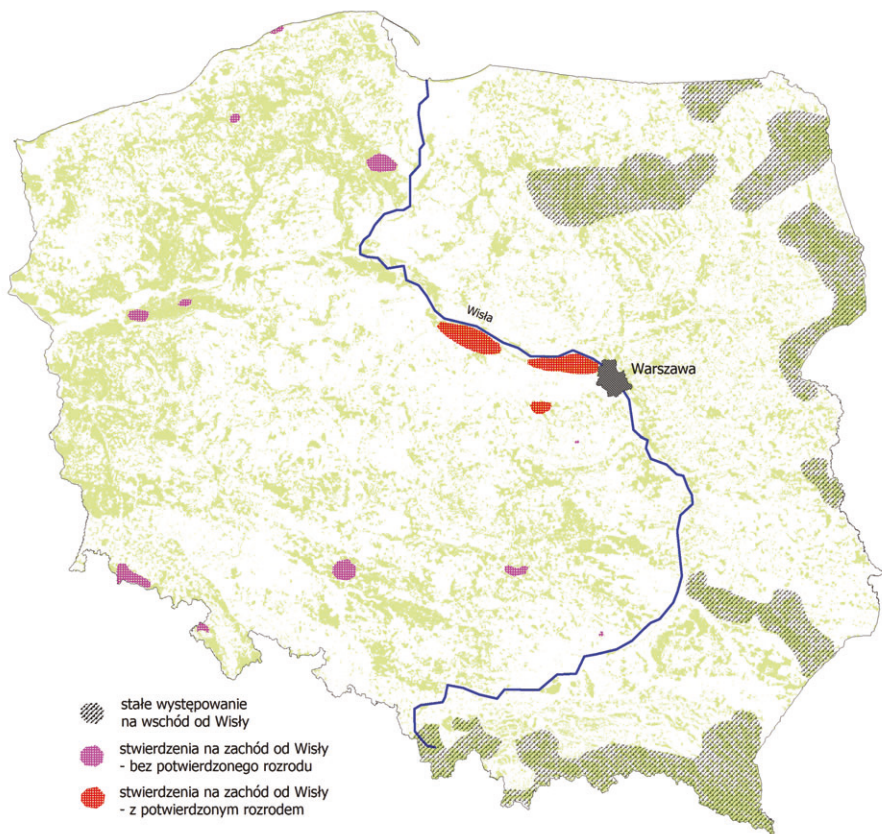 Wisła
Warszawa
stałe występowanie
na wschód od Wisły
stwierdzenia na zachód od Wisły
- bez potwierdzonego rozrodu
stwierdzenia na zachód od Wisły
- z potwierdzonym rozrodem